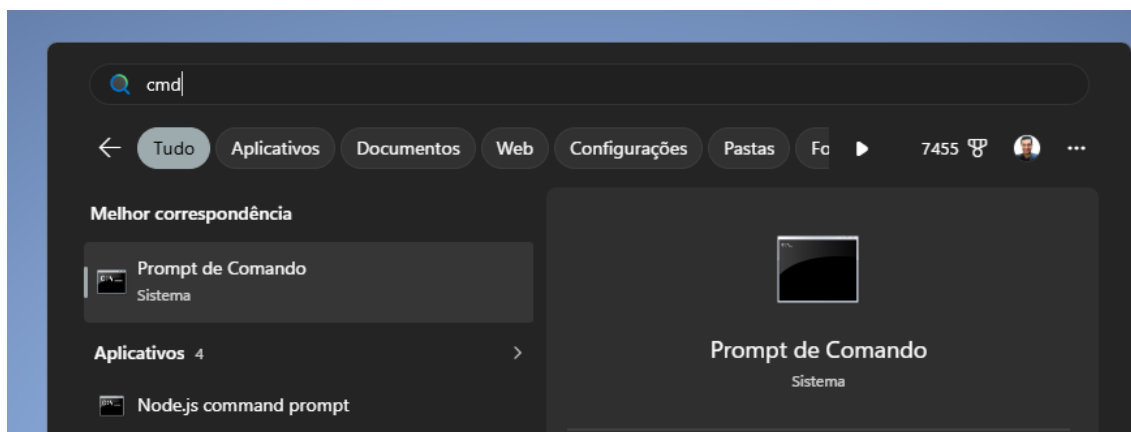 cmd
Tudo Aplicativos Documentos Web Configurações Pastas Fo 7455
Melhor correspondência
Prompt de Comando
Sistema
Aplicativos 4
Node.js command prompt
Prompt de Comando
Sistema